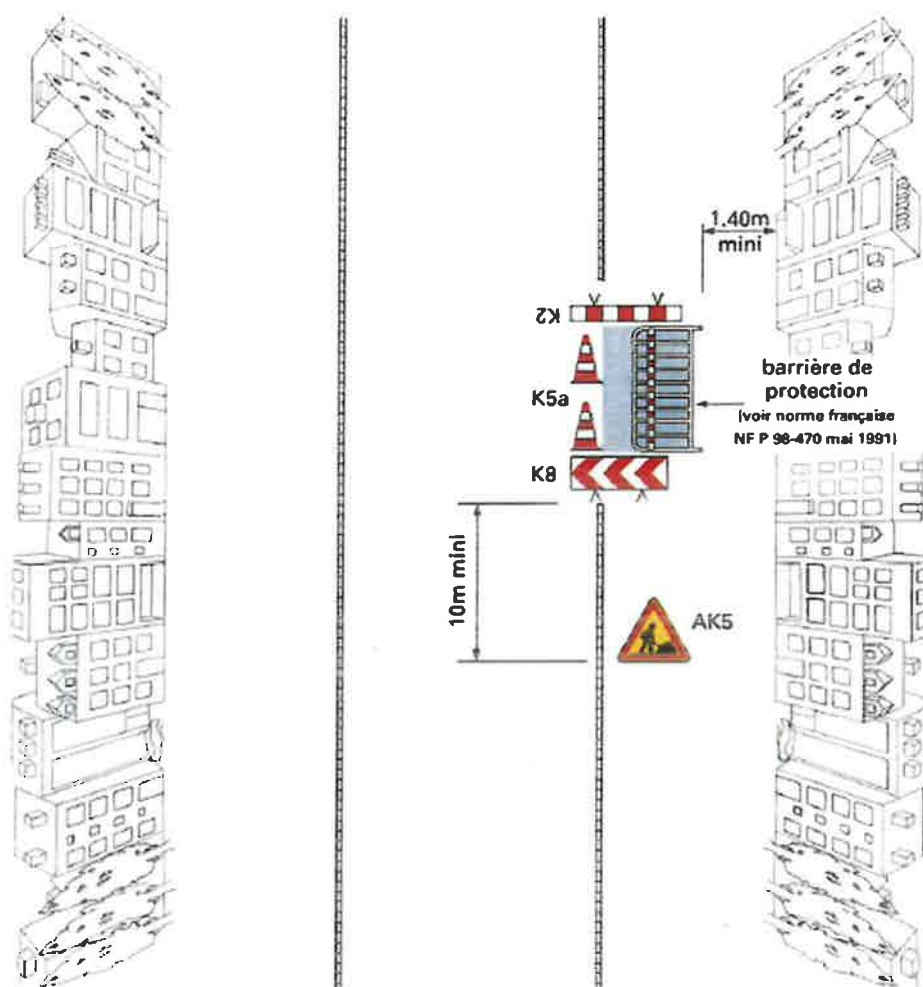 1.40m
mini
K2
barrière de
protection
(voir norme française
NF P 98-470 mai 1991)
K5a
K8
10m mini
AK5